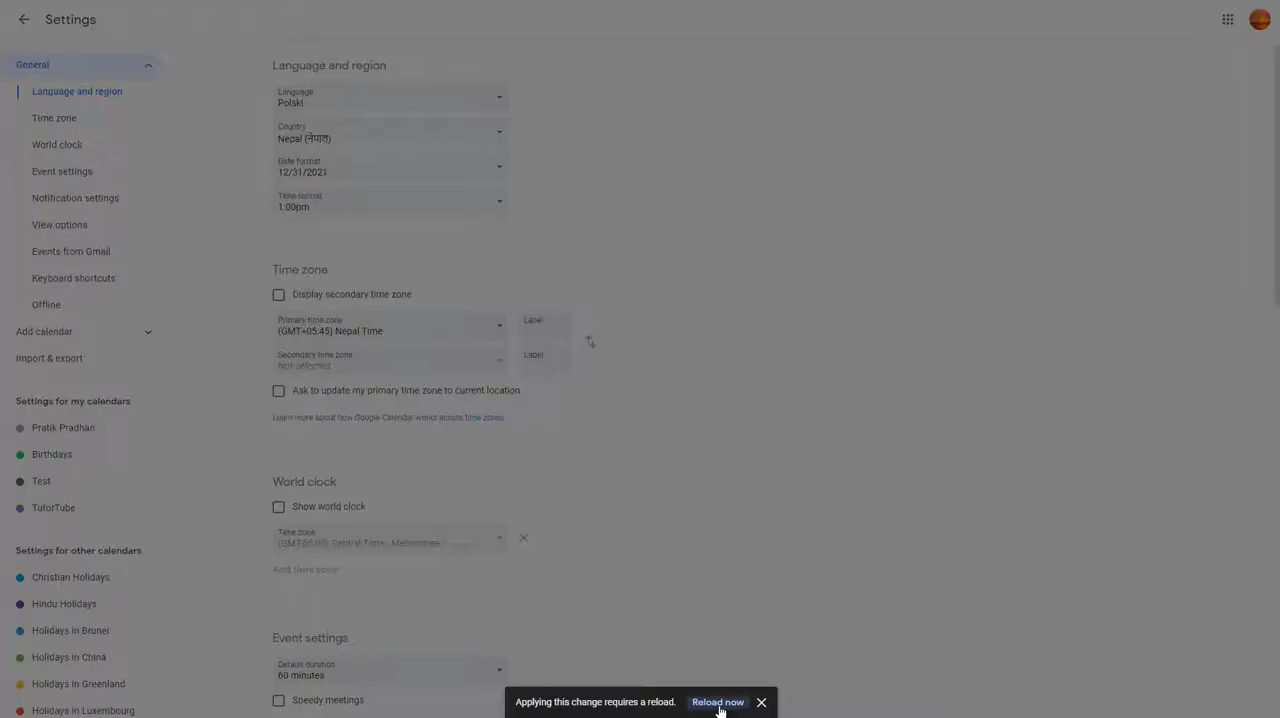 Settings
General
Language and region
Time zone
World clock
Event settings
Notification settings
View options
Events from Gmail
Keyboard shortcuts
Offline
Add calendar
Import & export
Settings for my calendars
Pratik Pradhan
Birthdays
Test
TutorTube
Settings for other calendars
Christian Holidays
Hindu Holidays
Holidays in Brunei
Holidays in China
Holidays in Greenland
Holidays in Luxembourg
Language and region
Language
Polski
Country
Nepal (नेपाल)
Date format
12/31/2021
Time format
1:00pm
Time zone
Display secondary time zone
Primary time zone
(GMT+05:45) Nepal Time
Label
Secondary time zone
Not selected
Label
Ask to update my primary time zone to current location
Learn more about how Google Calendar works across time zones
World clock
Show world clock
Time zone
(GMT-05:00) Central Time - Menominee
Add time zone
Event settings
Default duration
60 minutes
Speedy meetings
Applying this change requires a reload. Reload now